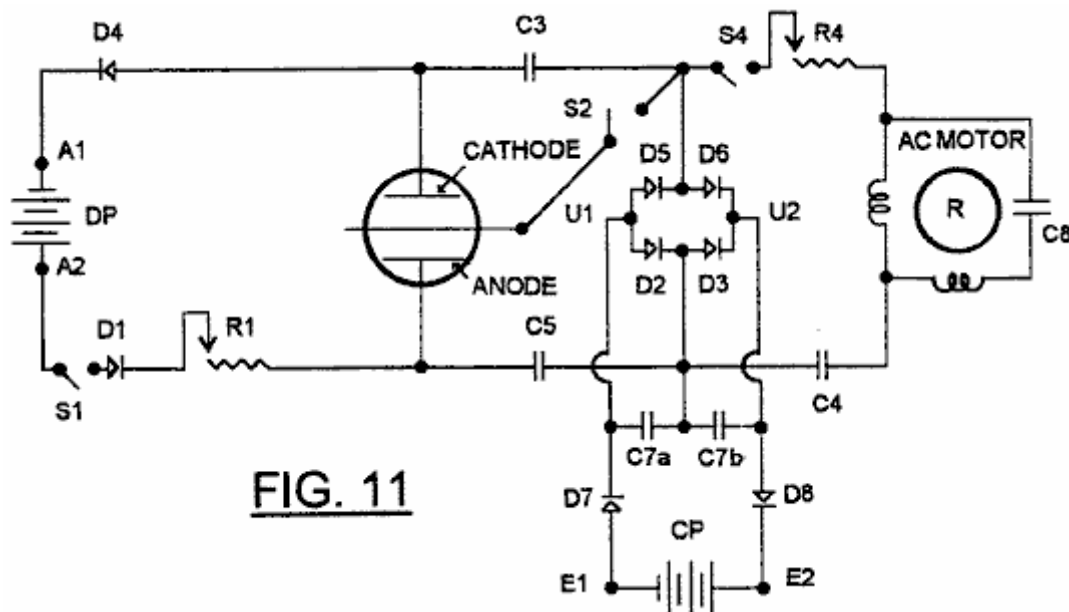 D4
C3
S4
R4
S2
A1
CATHODE
D5
D6
AC MOTOR
DP
U1
U2
R
C8
A2
ANODE
D2
D3
D1
R1
C5
S1
C4
C7a
C7b
FIG. 11
D7
D8
CP
E1
E2